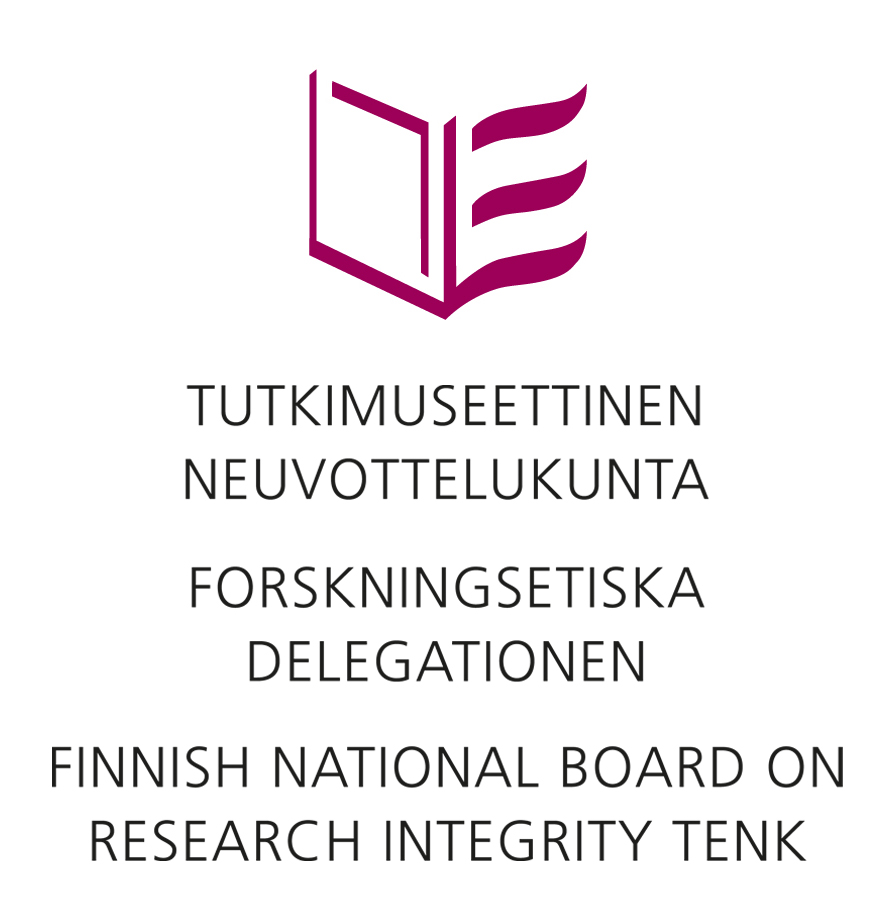 TUTKIMUSEETTINEN
NEUVOTTELUKUNTA
FORSKNINGSETISKA
DELEGATIONEN
FINNISH NATIONAL BOARD ON
RESEARCH INTEGRITY TENK